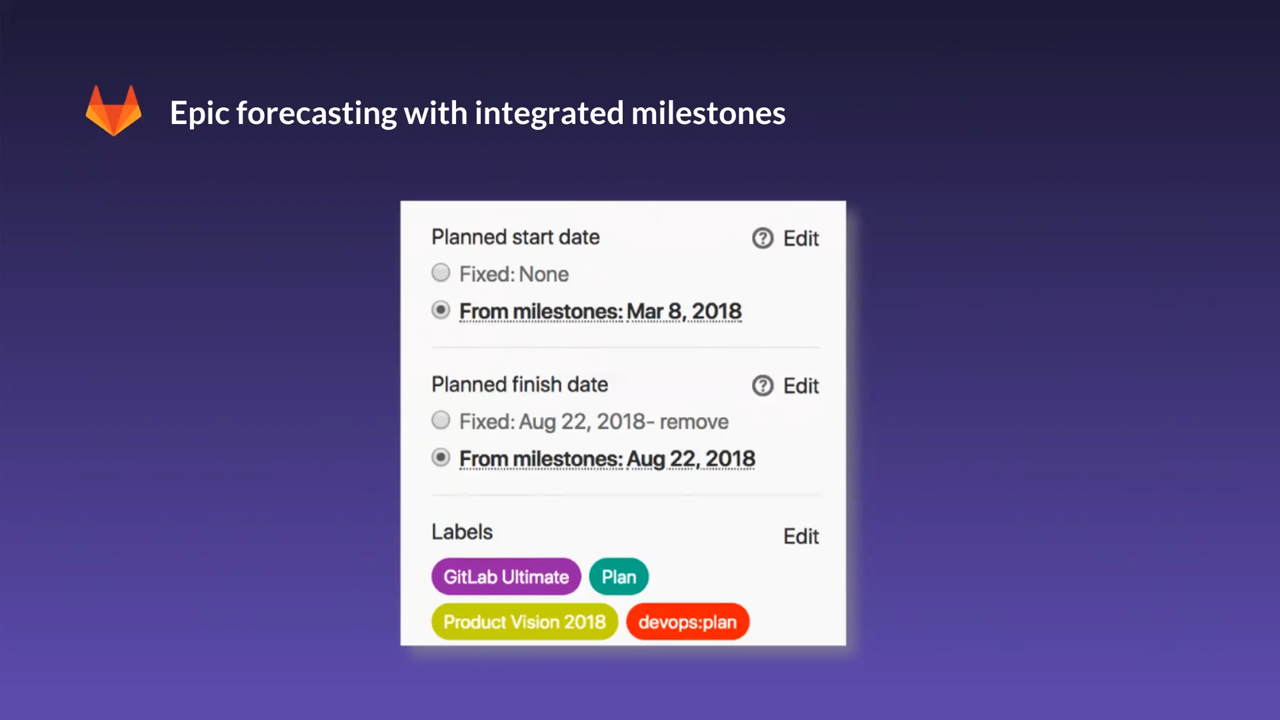 Epic forecasting with integrated milestones
Planned start date
Edit
Fixed: None
From milestones: Mar 8, 2018
Planned finish date
Edit
Fixed: Aug 22, 2018- remove
From milestones: Aug 22, 2018
Labels
Edit
GitLab Ultimate Plan
Product Vision 2018 devops:plan